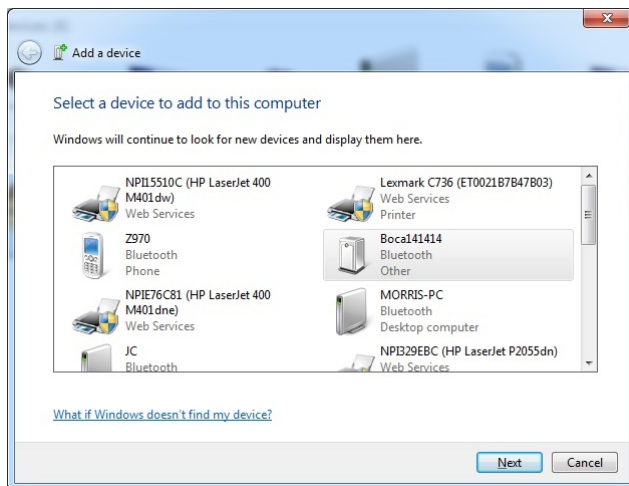 Add a device
Select a device to add to this computer
Windows will continue to look for new devices and display them here.
NPI15510C (HP LaserJet 400
M401dw)
Web Services
Lexmark C736 (ET0021B7B47B03)
Web Services
Printer
Z970
Bluetooth
Phone
Boca141414
Bluetooth
Other
NPIE76C81 (HP LaserJet 400
M401dne)
Web Services
MORRIS-PC
Bluetooth
Desktop computer
JC
Bluetooth
NPI329EBC (HP LaserJet P2055dn)
Web Services
What if Windows doesn't find my device?
Next
Cancel